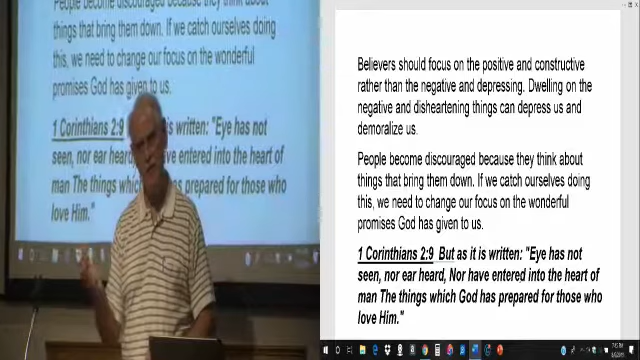 People become discouraged because they think about
things that bring them down. If we catch ourselves doing
this, we need to change our focus on the wonderful
promises God has given to us.
1 Corinthians 2:9 is written: "Eye has not
seen, nor ear heard, have entered into the heart of
man The things which has prepared for those who
love Him."
Believers should focus on the positive and constructive
rather than the negative and depressing. Dwelling on the
negative and disheartening things can depress us and
demoralize us.
People become discouraged because they think about
things that bring them down. If we catch ourselves doing
this, we need to change our focus on the wonderful
promises God has given to us.
1 Corinthians 2:9 But as it is written: "Eye has not
seen, nor ear heard, Nor have entered into the heart of
man The things which God has prepared for those who
love Him."